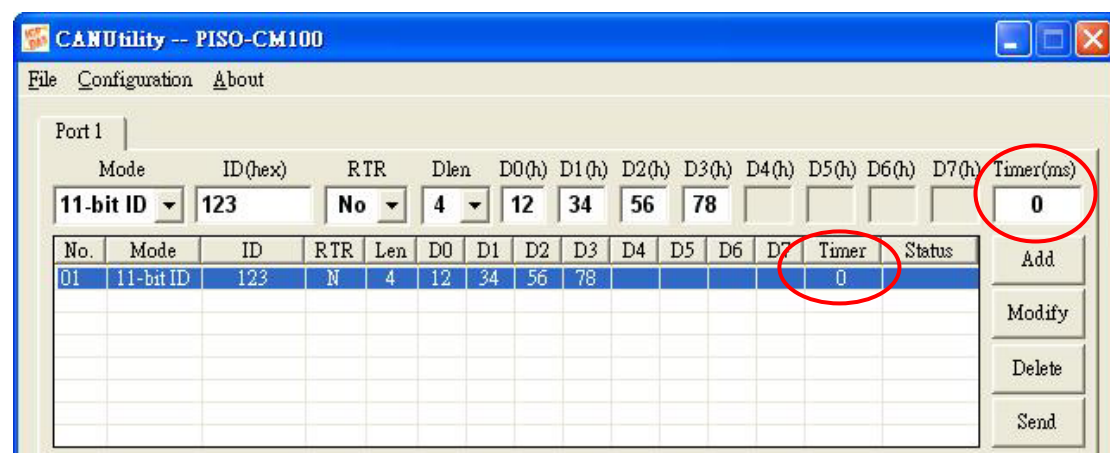 CANUtility -- PISO-CM100
File Configuration About
Port 1
Mode ID(hex) RTR Dlen D0(h) D1(h) D2(h) D3(h) D4(h) D5(h) D6(h) D7(h) Timer(ms)
11-bit ID 123 No 4 12 34 56 78 0
No. Mode ID RTR Len D0 D1 D2 D3 D4 D5 D6 D7 Timer Status Add
01 11-bit ID 123 N 4 12 34 56 78 0
Modify
Delete
Send